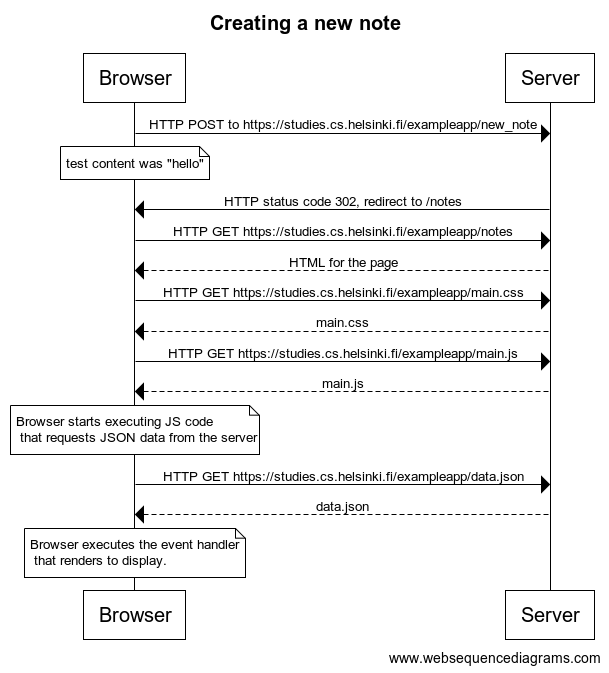 Creating a new note
Browser
Server
HTTP POST to https://studies.cs.helsinki.fi/exampleapp/new_note
test content was "hello"
HTTP status code 302, redirect to /notes
HTTP GET https://studies.cs.helsinki.fi/exampleapp/notes
HTML for the page
HTTP GET https://studies.cs.helsinki.fi/exampleapp/main.css
main.css
HTTP GET https://studies.cs.helsinki.fi/exampleapp/main.js
main.js
Browser starts executing JS code
that requests JSON data from the server
HTTP GET https://studies.cs.helsinki.fi/exampleapp/data.json
data.json
Browser executes the event handler
that renders to display.
Browser
Server
www.websequencediagrams.com